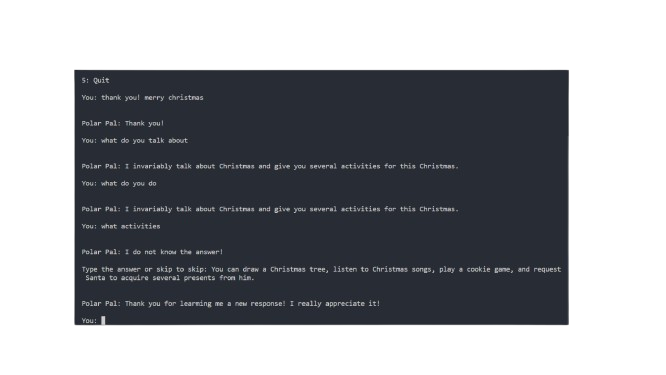 5: Quit
You: thank you! merry christmas
Polar Pal: Thank you!
You: what do you talk about
Polar Pal: I invariably talk about Christmas and give you several activities for this Christmas.
You: what do you do
Polar Pal: I invariably talk about Christmas and give you several activities for this Christmas.
You: what activities
Polar Pal: I do not know the answer!
Type the answer or skip to skip: You can draw a Christmas tree, listen to Christmas songs, play a cookie game, and request
Santa to acquire several presents from him.
Polar Pal: Thank you for learning me a new response! I really appreciate it!
You: